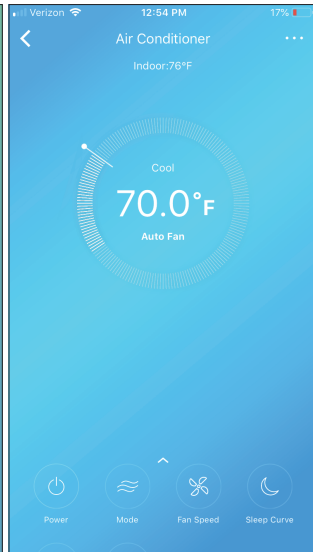 Verizon 12:54 PM 17%
Air Conditioner
Indoor:76°F
Cool
70.0°F
Auto Fan
Power Mode Fan Speed Sleep Curve